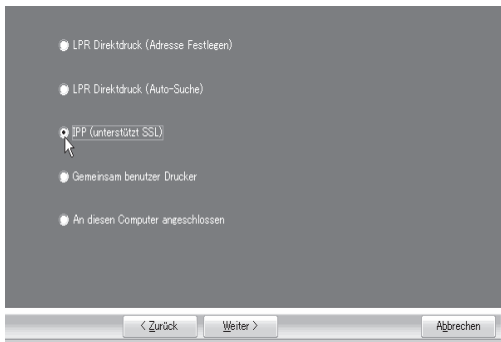 LPR Direktdruck (Adresse Festlegen)
LPR Direktdruck (Auto-Suche)
IPP (unterstützt SSL)
Gemeinsam benutzer Drucker
An diesen Computer angeschlossen
< Zurück Weiter > Abbrechen